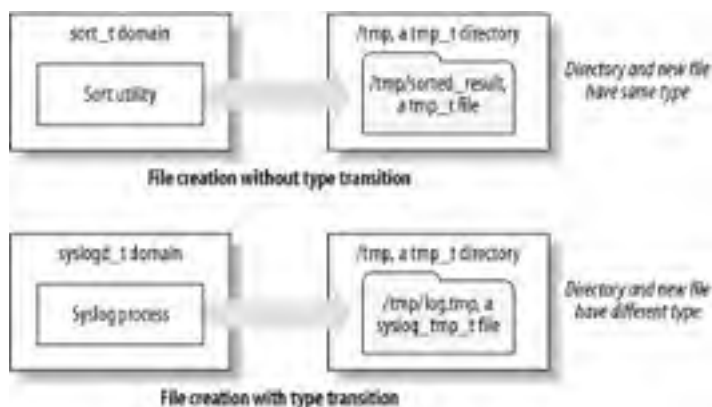 sort_t domain
/tmp, a tmp_t directory
Sort utility
/tmp/sorted_result,
a tmp_t file
Directory and new file
have same type
File creation without type transition
syslogd_t domain
/tmp, a tmp_t directory
Syslog process
/tmp/log.tmp, a
syslog_tmp_t file
Directory and new file
have different type
File creation with type transition